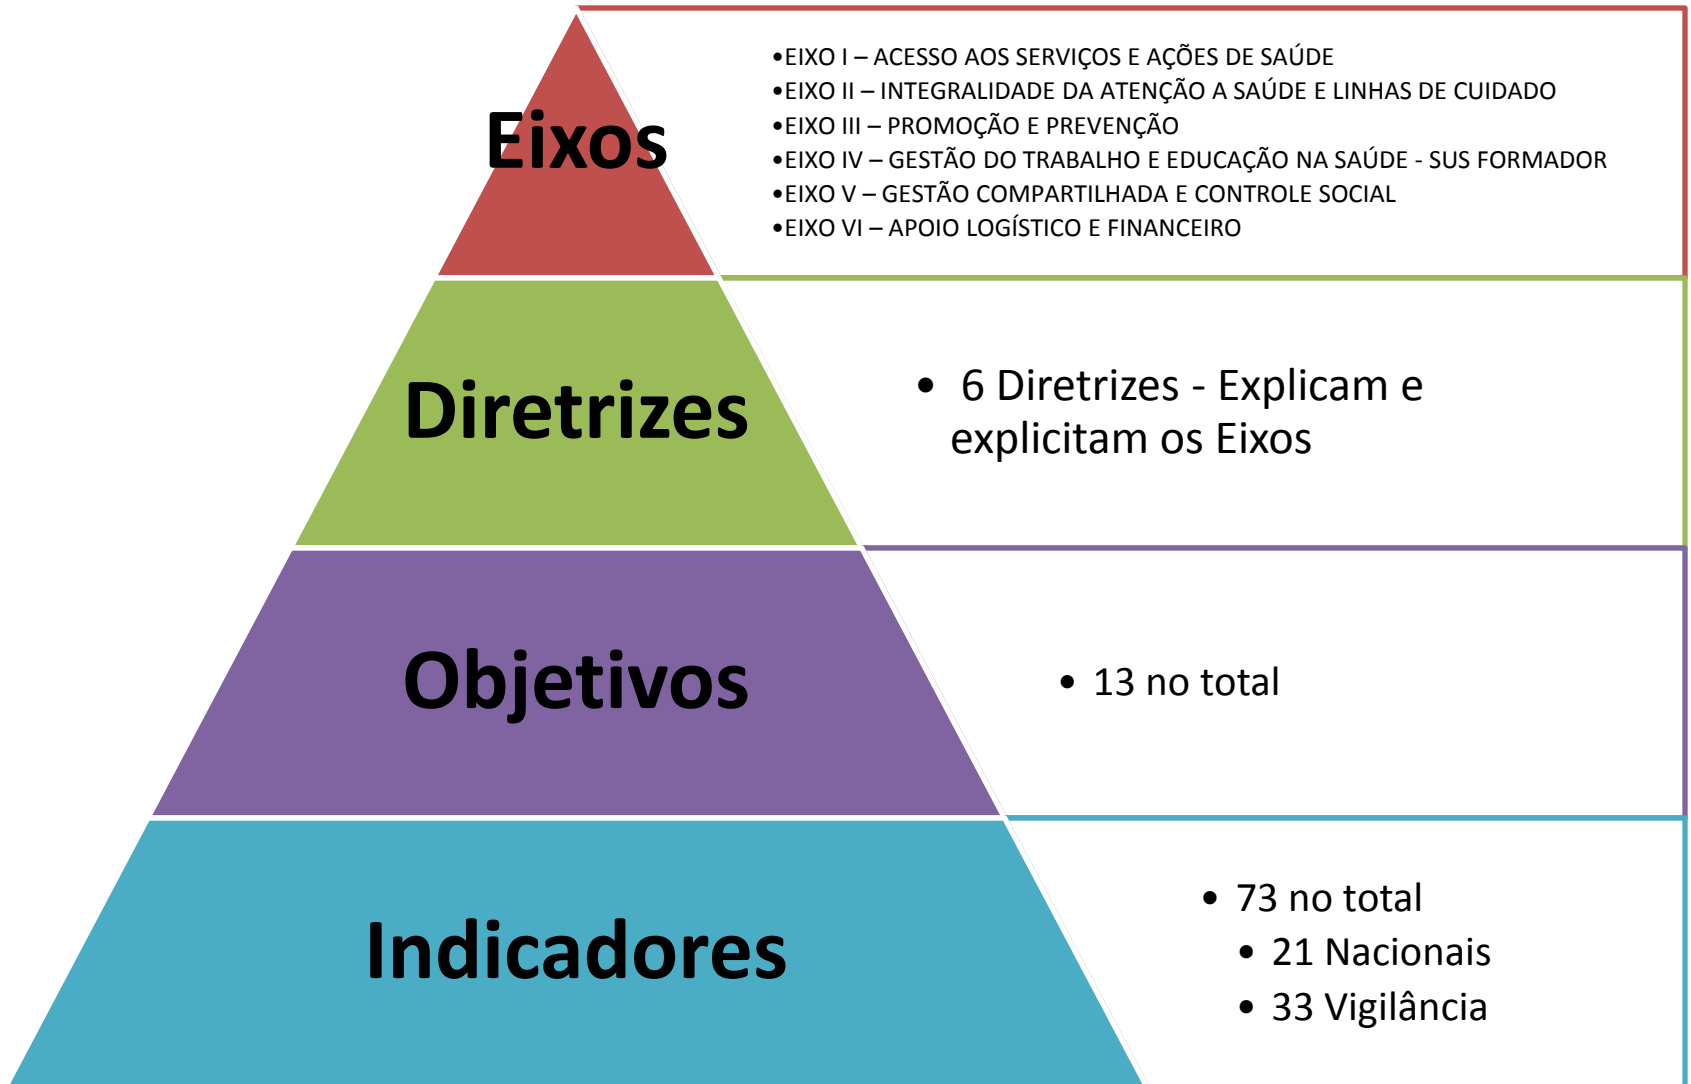 Eixos
•EIXO I – ACESSO AOS SERVIÇOS E AÇÕES DE SAÚDE
•EIXO II – INTEGRALIDADE DA ATENÇÃO A SAÚDE E LINHAS DE CUIDADO
•EIXO III – PROMOÇÃO E PREVENÇÃO
•EIXO IV – GESTÃO DO TRABALHO E EDUCAÇÃO NA SAÚDE - SUS FORMADOR
•EIXO V – GESTÃO COMPARTILHADA E CONTROLE SOCIAL
•EIXO VI – APOIO LOGÍSTICO E FINANCEIRO
Diretrizes
• 6 Diretrizes - Explicam e
explicitam os Eixos
Objetivos
• 13 no total
Indicadores
• 73 no total
• 21 Nacionais
• 33 Vigilância